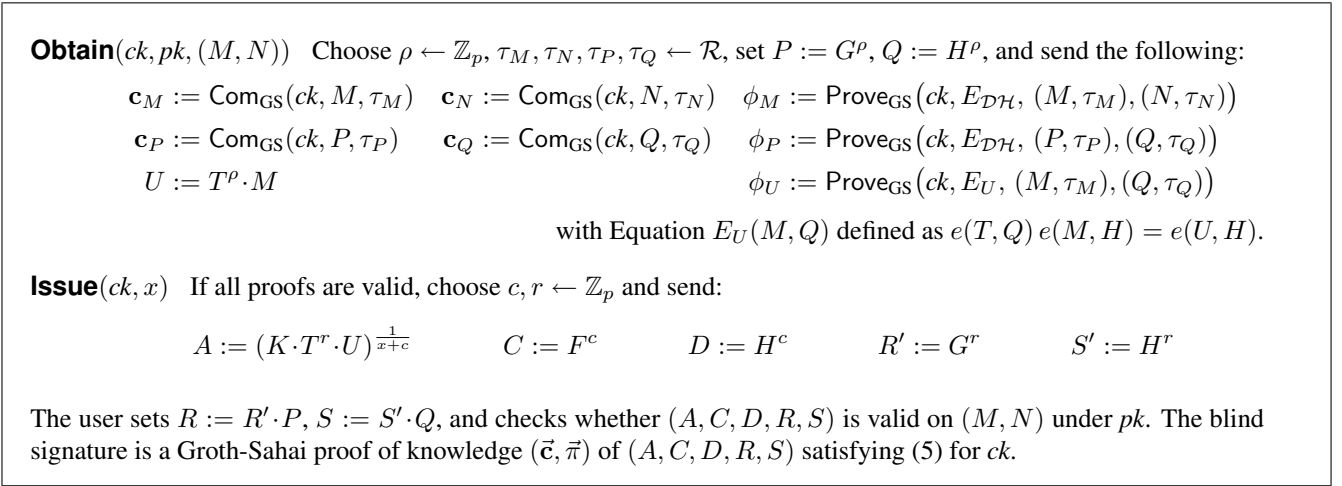 Obtain(ck, pk, (M, N)) Choose ρ ← ℤₚ, τ_M, τ_N, τ_P, τ_Q ← ℛ, set P := G^ρ, Q := H^ρ, and send the following:
c_M := Com_GS(ck, M, τ_M) c_N := Com_GS(ck, N, τ_N) ϕ_M := Prove_GS(ck, E_𝒟ℋ, (M, τ_M), (N, τ_N))
c_P := Com_GS(ck, P, τ_P) c_Q := Com_GS(ck, Q, τ_Q) ϕ_P := Prove_GS(ck, E_𝒟ℋ, (P, τ_P), (Q, τ_Q))
U := T^ρ·M ϕ_U := Prove_GS(ck, E_U, (M, τ_M), (Q, τ_Q))
with Equation E_U(M, Q) defined as e(T, Q) e(M, H) = e(U, H).
Issue(ck, x) If all proofs are valid, choose c, r ← ℤₚ and send:
A := (K·T^r·U)^{1/(x+c)} C := F^c D := H^c R′ := G^r S′ := H^r
The user sets R := R′·P, S := S′·Q, and checks whether (A, C, D, R, S) is valid on (M, N) under pk. The blind
signature is a Groth-Sahai proof of knowledge (c⃗, π⃗) of (A, C, D, R, S) satisfying (5) for ck.